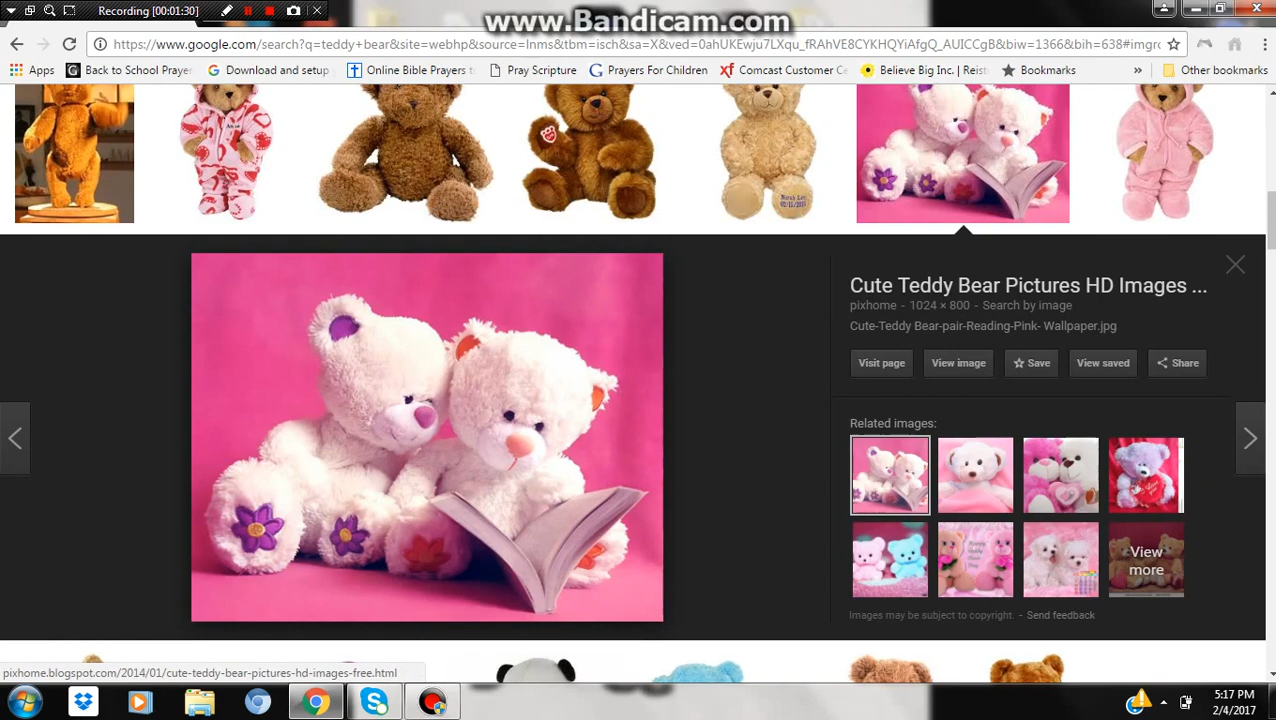 Recording [00:01:30]
www.Bandicam.com
https://www.google.com/search?q=teddy+bear&site=webhp&source=lnms&tbm=isch&sa=X&ved=0ahUKEwju7LXqu_fRAhVE8CYKHQYiAfgQ_AUICCgB&biw=1366&bih=638#imgrc
Apps
Back to School Prayer
Download and setup
Online Bible Prayers t
Pray Scripture
Prayers For Children
Comcast Customer Ce
Believe Big Inc. | Reist
Bookmarks
»
Other bookmarks
Cute Teddy Bear Pictures HD Images ...
pixhome - 1024 × 800 - Search by image
Cute-Teddy Bear-pair-Reading-Pink- Wallpaper.jpg
Visit page
View image
Save
View saved
Share
Related images:
View more
Images may be subject to copyright. - Send feedback
pixhome.blogspot.com/2014/01/cute-teddy-bear-pictures-hd-images-free.html
5:17 PM
2/4/2017